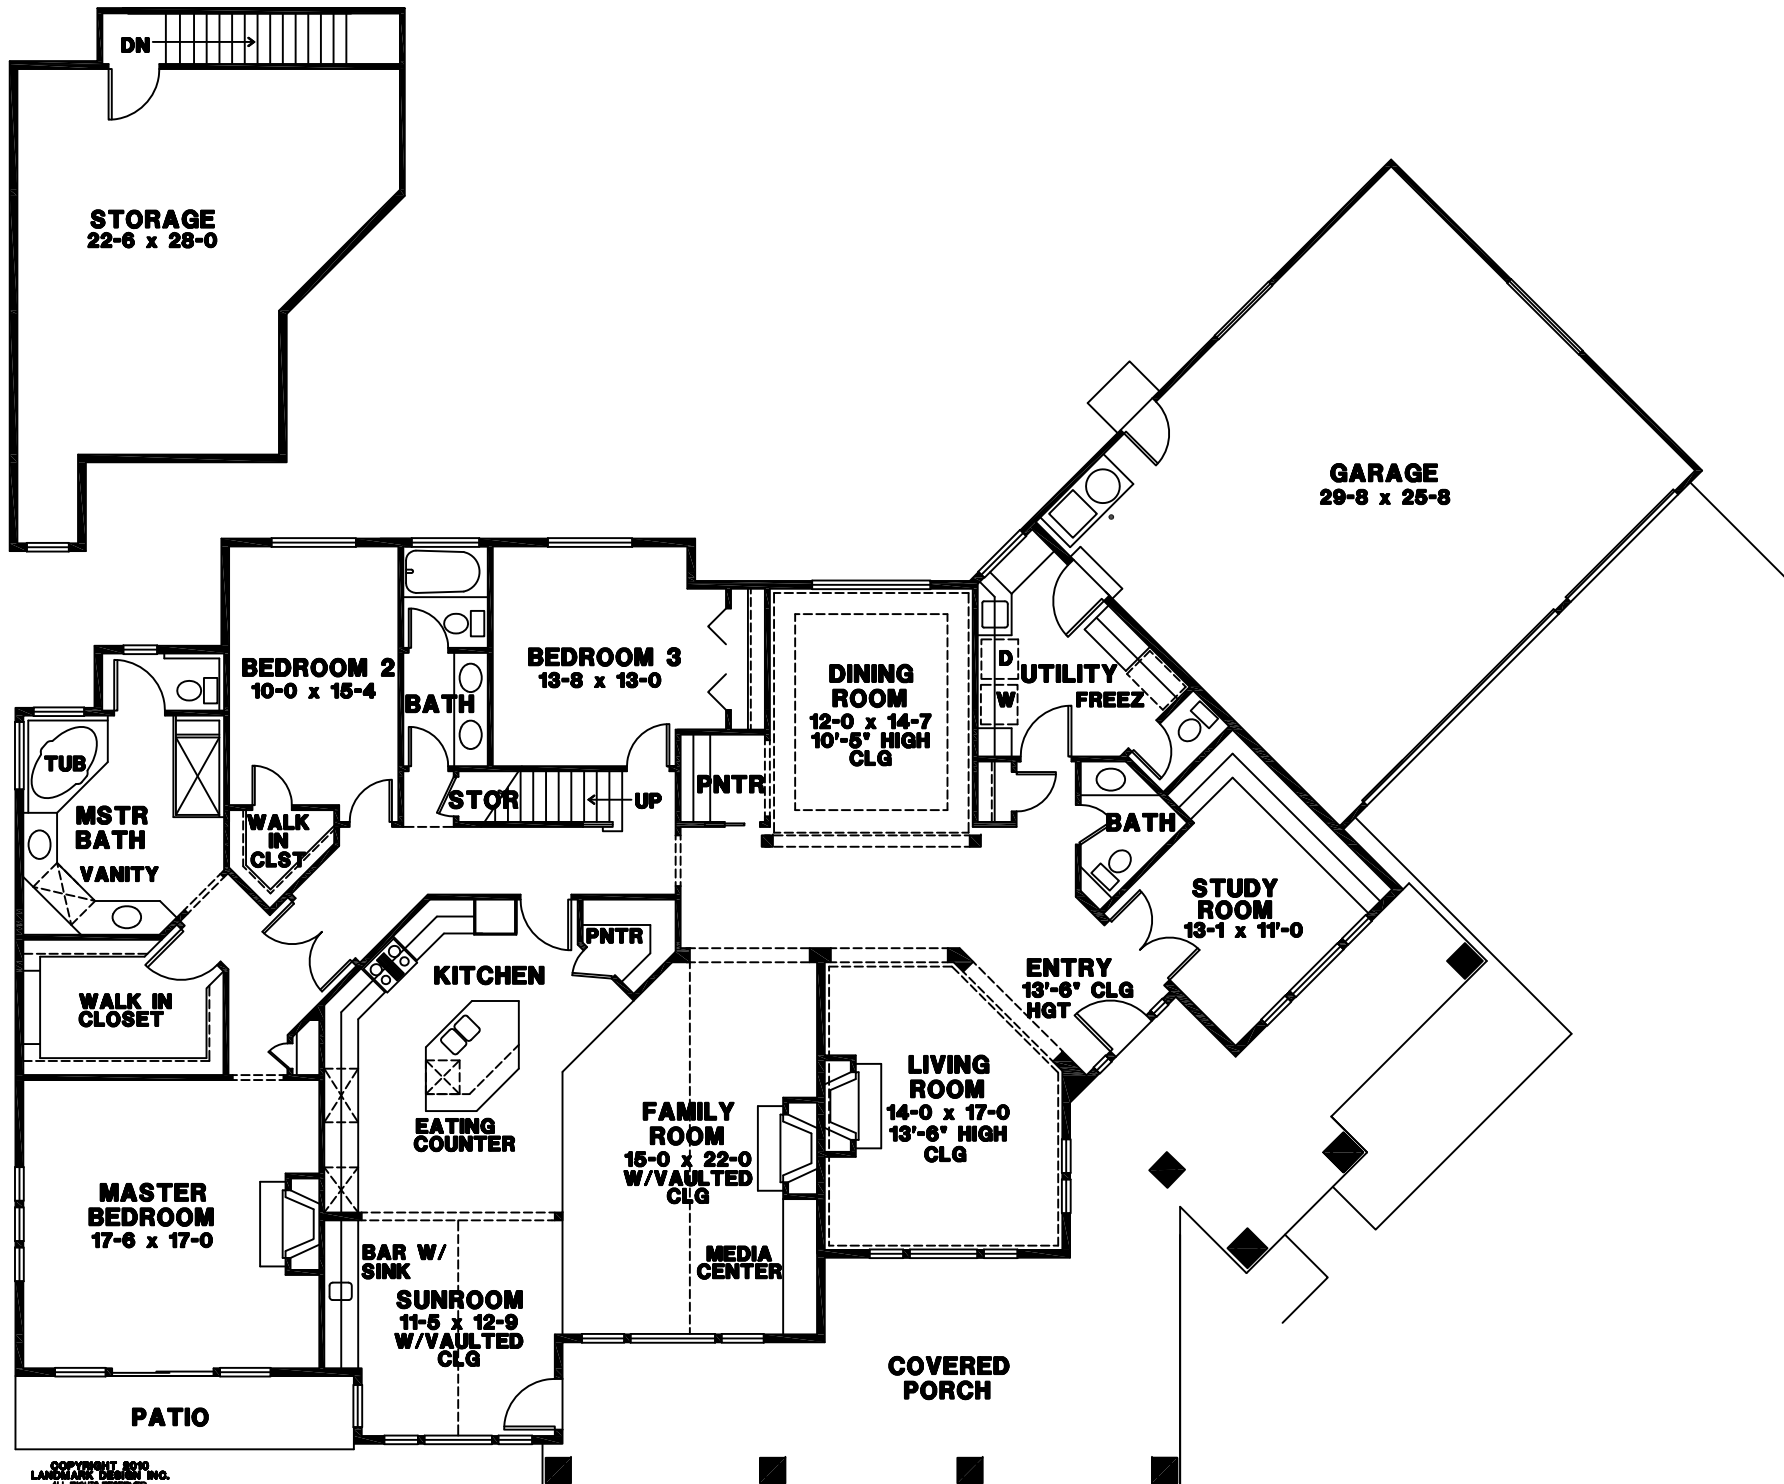 DN
STORAGE
22-6 x 28-0
GARAGE
29-8 x 25-8
BEDROOM 2
10-0 x 15-4
BATH
BEDROOM 3
13-8 x 13-0
DINING
ROOM
12-0 x 14-7
10'-5" HIGH
CLG
D
UTILITY
W
FREEZ
TUB
MSTR
BATH
VANITY
WALK
IN
CLST
STOR
UP
PNTR
BATH
STUDY
ROOM
13-1 x 11'-0
PNTR
KITCHEN
ENTRY
13'-6" CLG
HGT
WALK IN
CLOSET
EATING
COUNTER
FAMILY
ROOM
15-0 x 22-0
W/VAULTED
CLG
LIVING
ROOM
14-0 x 17-0
13'-6" HIGH
CLG
MASTER
BEDROOM
17-6 x 17-0
BAR W/
SINK
SUNROOM
11-5 x 12-9
W/VAULTED
CLG
MEDIA
CENTER
COVERED
PORCH
PATIO
COPYRIGHT 2010
LANDMARK DESIGN INC.